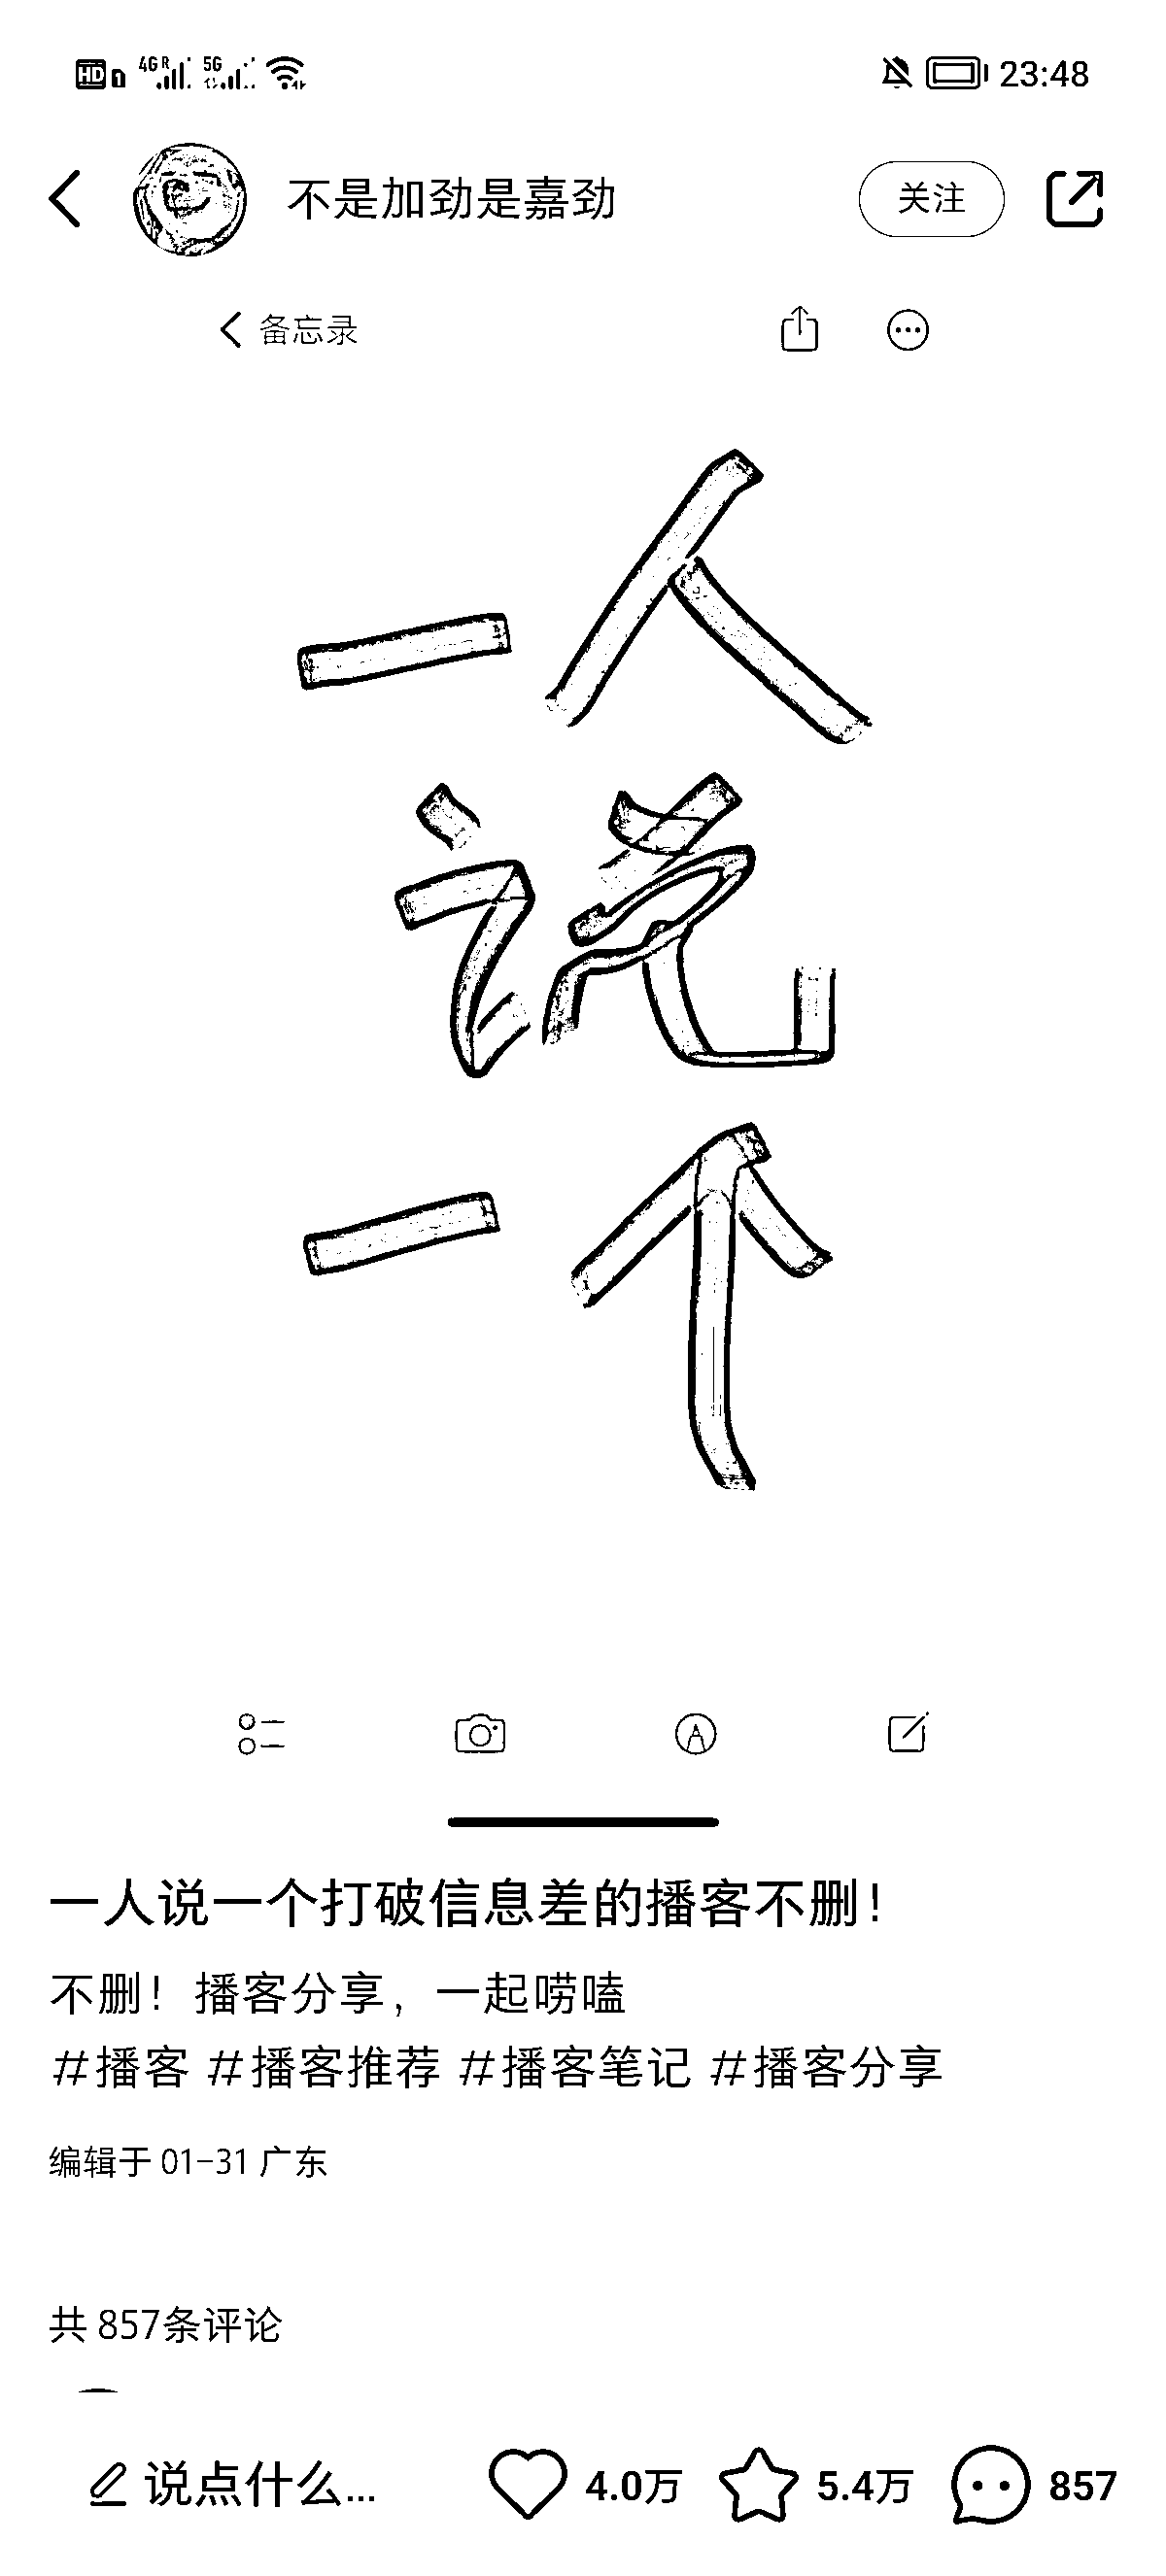 HD 1 4G R 5G 23:48
不是加劲是嘉劲 关注
备忘录
一人
说
一个
一人说一个打破信息差的播客不删！
不删！播客分享，一起唠嗑
#播客 #播客推荐 #播客笔记 #播客分享
编辑于 01-31 广东
共 857条评论
说点什么... 4.0万 5.4万 857